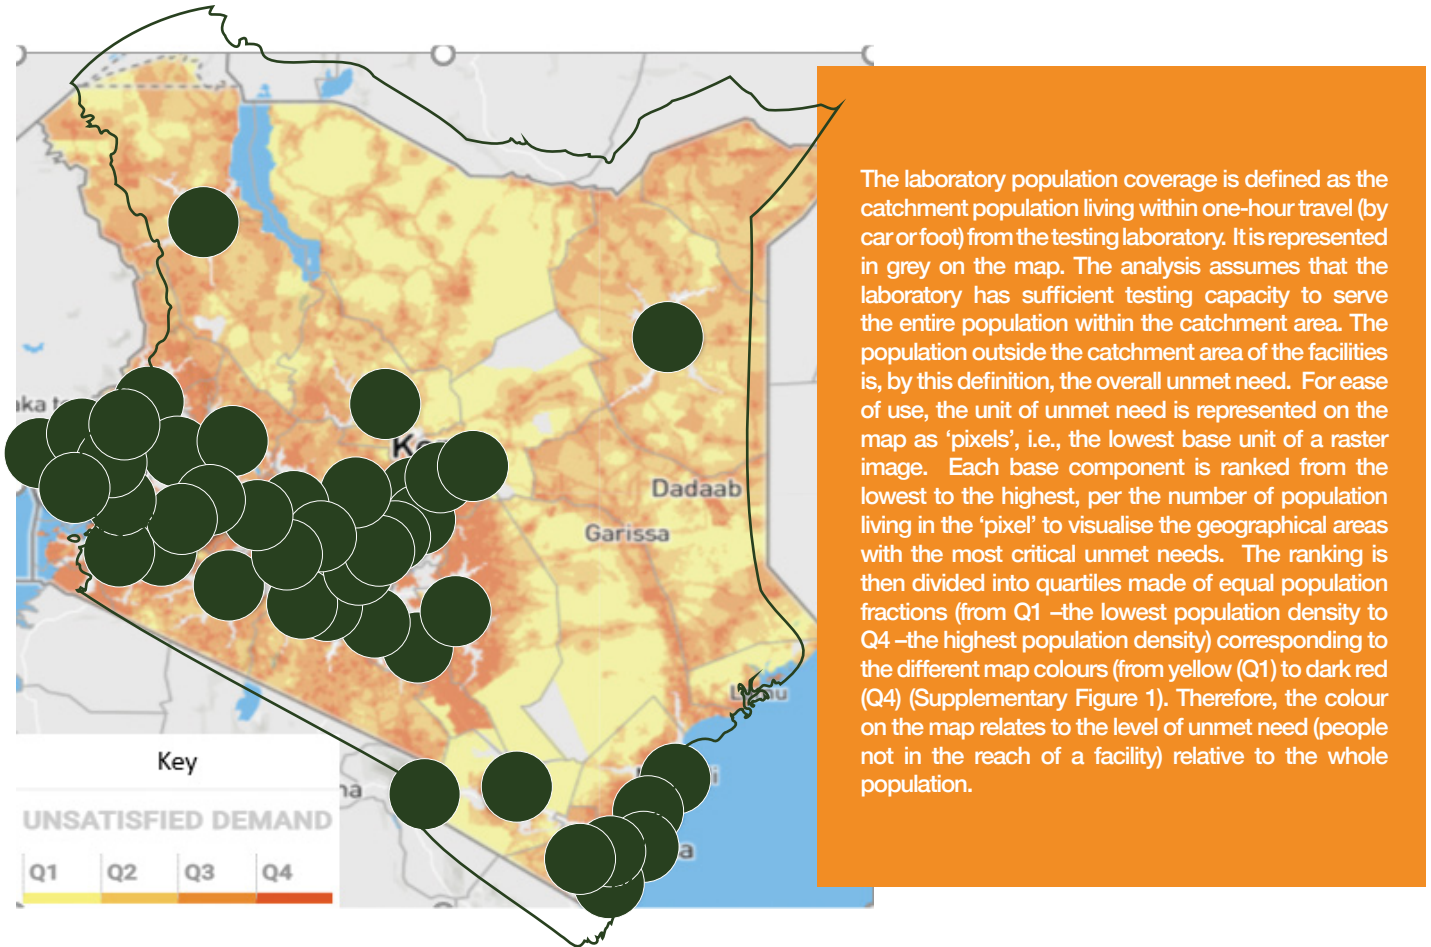 aka to
Ke
Dadaab
Garissa
na
i
a
Key
UNSATISFIED DEMAND
Q1 Q2 Q3 Q4
The laboratory population coverage is defined as the
catchment population living within one-hour travel (by
car or foot) from the testing laboratory. It is represented
in grey on the map. The analysis assumes that the
laboratory has sufficient testing capacity to serve
the entire population within the catchment area. The
population outside the catchment area of the facilities
is, by this definition, the overall unmet need. For ease
of use, the unit of unmet need is represented on the
map as ‘pixels’, i.e., the lowest base unit of a raster
image. Each base component is ranked from the
lowest to the highest, per the number of population
living in the ‘pixel’ to visualise the geographical areas
with the most critical unmet needs. The ranking is
then divided into quartiles made of equal population
fractions (from Q1 –the lowest population density to
Q4 –the highest population density) corresponding to
the different map colours (from yellow (Q1) to dark red
(Q4) (Supplementary Figure 1). Therefore, the colour
on the map relates to the level of unmet need (people
not in the reach of a facility) relative to the whole
population.